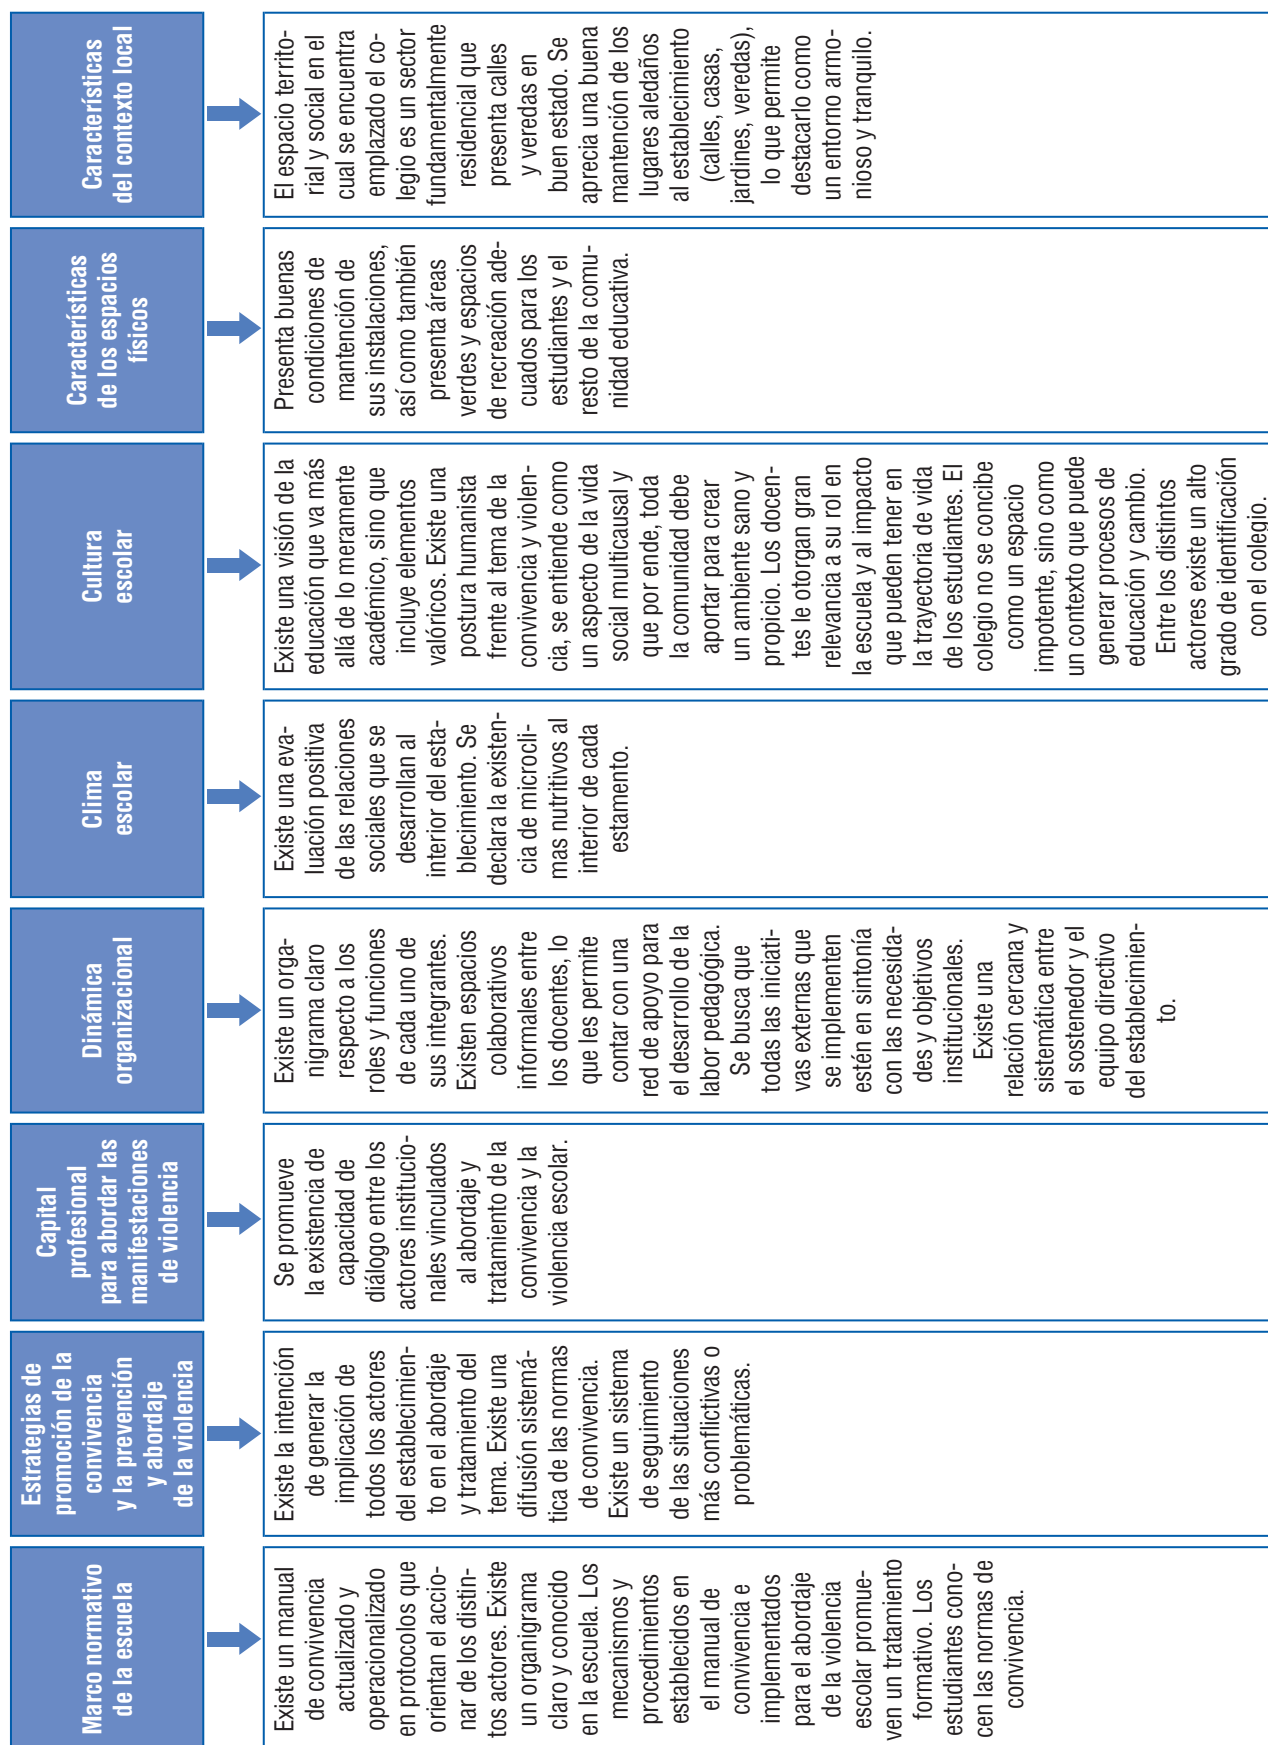 Marco normativo
de la escuela
Existe un manual
de convivencia
actualizado y
operacionalizado
en protocolos que
orientan el accio-
nar de los distin-
tos actores. Existe
un organigrama
claro y conocido
en la escuela. Los
mecanismos y
procedimientos
establecidos en
el manual de
convivencia e
implementados
para el abordaje
de la violencia
escolar promue-
ven un tratamiento
formativo. Los
estudiantes cono-
cen las normas de
convivencia.
Estrategias de
promoción de la
convivencia
y la prevención
y abordaje
de la violencia
Existe la intención
de generar la
implicación de
todos los actores
del establecimien-
to en el abordaje
y tratamiento del
tema. Existe una
difusión sistemá-
tica de las normas
de convivencia.
Existe un sistema
de seguimiento
de las situaciones
más conflictivas o
problemáticas.
Capital
profesional
para abordar las
manifestaciones
de violencia
Se promueve
la existencia de
capacidad de
diálogo entre los
actores institucio-
nales vinculados
al abordaje y
tratamiento de la
convivencia y la
violencia escolar.
Dinámica
organizacional
Existe un orga-
nigrama claro
respecto a los
roles y funciones
de cada uno de
sus integrantes.
Existen espacios
colaborativos
informales entre
los docentes, lo
que les permite
contar con una
red de apoyo para
el desarrollo de la
labor pedagógica.
Se busca que
todas las iniciati-
vas externas que
se implementen
estén en sintonía
con las necesida-
des y objetivos
institucionales.
Existe una
relación cercana y
sistemática entre
el sostenedor y el
equipo directivo
del establecimien-
to.
Clima
escolar
Existe una eva-
luación positiva
de las relaciones
sociales que se
desarrollan al
interior del esta-
blecimiento. Se
declara la existen-
cia de microcli-
mas nutritivos al
interior de cada
estamento.
Cultura
escolar
Existe una visión de la
educación que va más
allá de lo meramente
académico, sino que
incluye elementos
valóricos. Existe una
postura humanista
frente al tema de la
convivencia y violen-
cia, se entiende como
un aspecto de la vida
social multicausal y
que por ende, toda
la comunidad debe
aportar para crear
un ambiente sano y
propicio. Los docen-
tes le otorgan gran
relevancia a su rol en
la escuela y al impacto
que pueden tener en
la trayectoria de vida
de los estudiantes. El
colegio no se concibe
como un espacio
impotente, sino como
un contexto que puede
generar procesos de
educación y cambio.
Entre los distintos
actores existe un alto
grado de identificación
con el colegio.
Características
de los espacios
físicos
Presenta buenas
condiciones de
mantención de
sus instalaciones,
así como también
presenta áreas
verdes y espacios
de recreación ade-
cuados para los
estudiantes y el
resto de la comu-
nidad educativa.
Características
del contexto local
El espacio territo-
rial y social en el
cual se encuentra
emplazado el co-
legio es un sector
fundamentalmente
residencial que
presenta calles
y veredas en
buen estado. Se
aprecia una buena
mantención de los
lugares aledaños
al establecimiento
(calles, casas,
jardines, veredas),
lo que permite
destacarlo como
un entorno armo-
nioso y tranquilo.